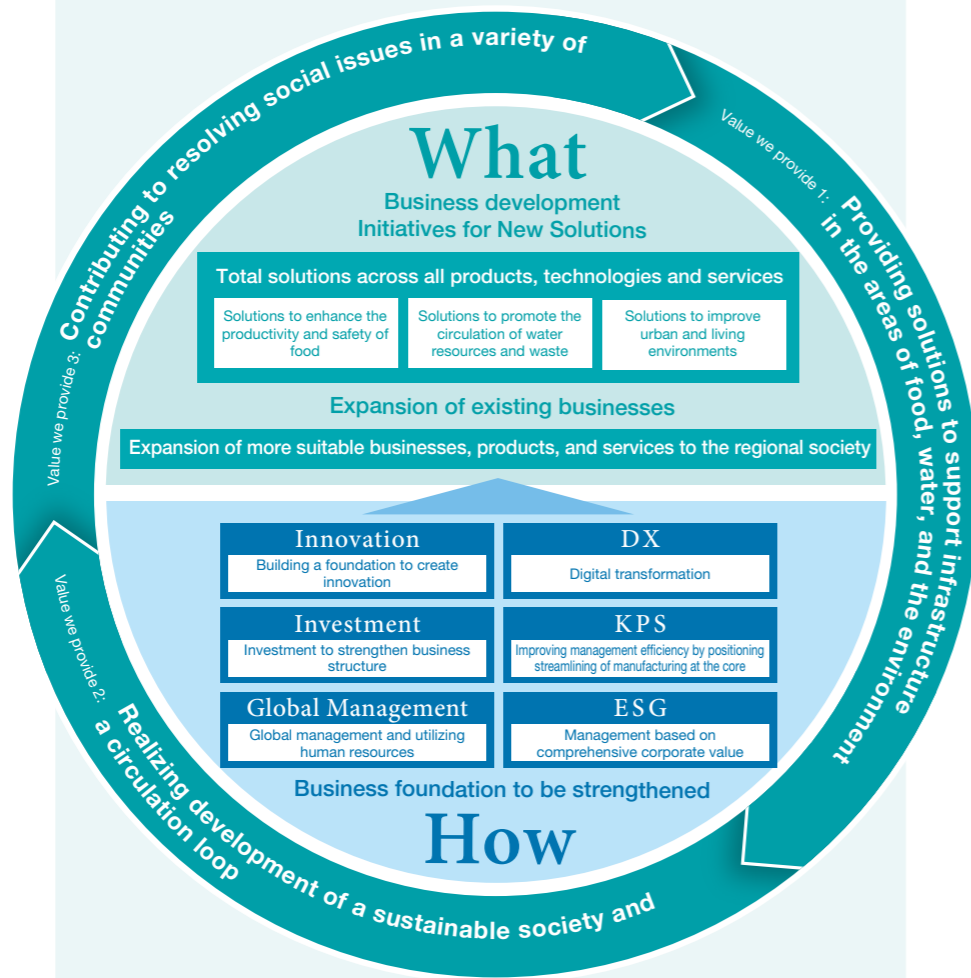 What
Business development
Initiatives for New Solutions
Total solutions across all products, technologies and services
Solutions to enhance the
productivity and safety of
food
Solutions to promote the
circulation of water
resources and waste
Solutions to improve
urban and living
environments
Expansion of existing businesses
Expansion of more suitable businesses, products, and services to the regional society
Innovation
Building a foundation to create
innovation
DX
Digital transformation
Investment
Investment to strengthen business
structure
KPS
Improving management efficiency by positioning
streamlining of manufacturing at the core
Global Management
Global management and utilizing
human resources
ESG
Management based on
comprehensive corporate value
Business foundation to be strengthened
How
Value we provide 1: Providing solutions to support infrastructure
in the areas of food, water, and the environment
Value we provide 2: Realizing development of a sustainable society and
a circulation loop
Value we provide 3: Contributing to resolving social issues in a variety of
communities